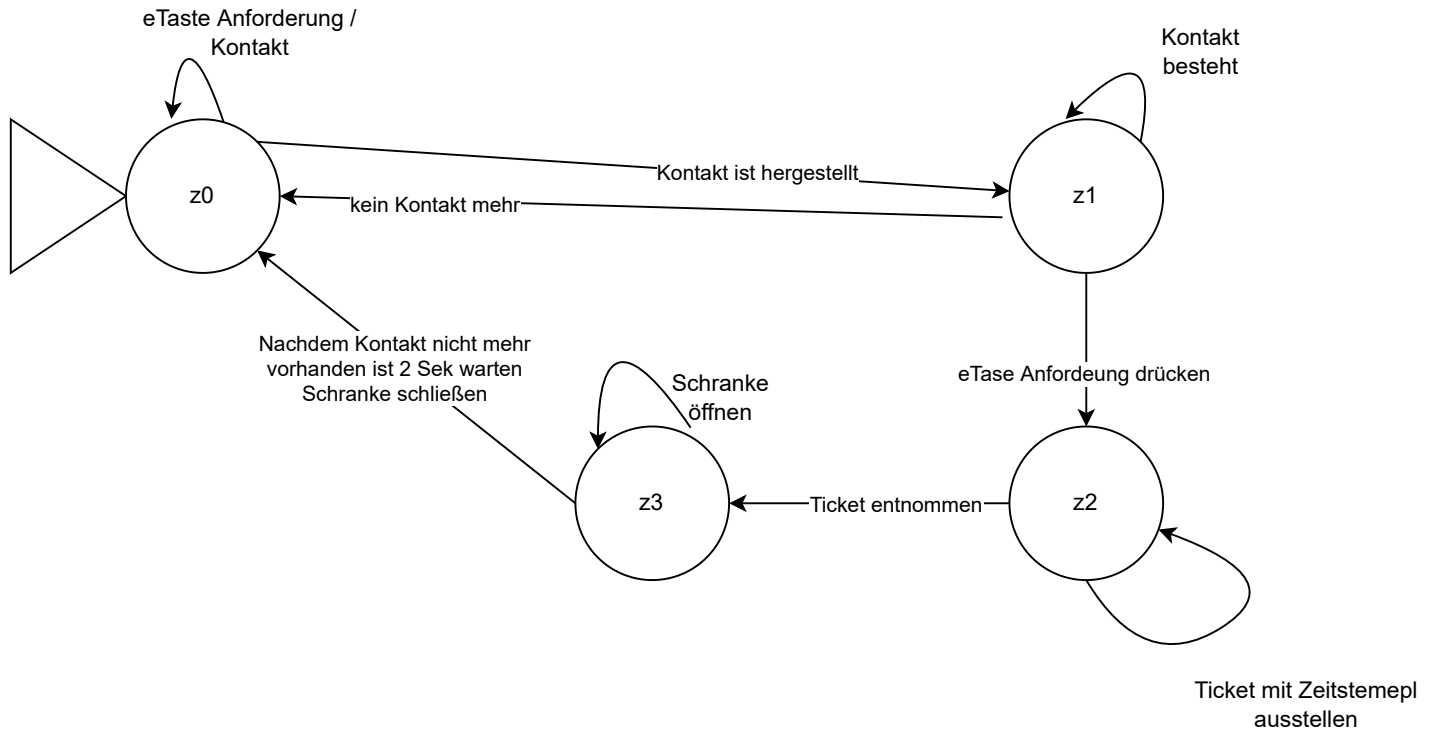 eTaste Anforderung /
Kontakt
Kontakt
besteht
Kontakt ist hergestellt
z0
z1
kein Kontakt mehr
Nachdem Kontakt nicht mehr
vorhanden ist 2 Sek warten
Schranke schließen
Schranke
öffnen
eTase Anfordeung drücken
z3
Ticket entnommen
z2
Ticket mit Zeitstemepl
ausstellen